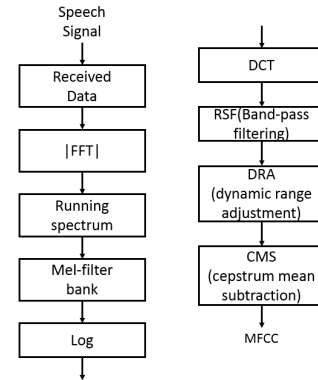 Speech
Signal
Received
Data
|FFT|
Running
spectrum
Mel-filter
bank
Log
DCT
RSF(Band-pass
filtering)
DRA
(dynamic range
adjustment)
CMS
(cepstrum mean
subtraction)
MFCC